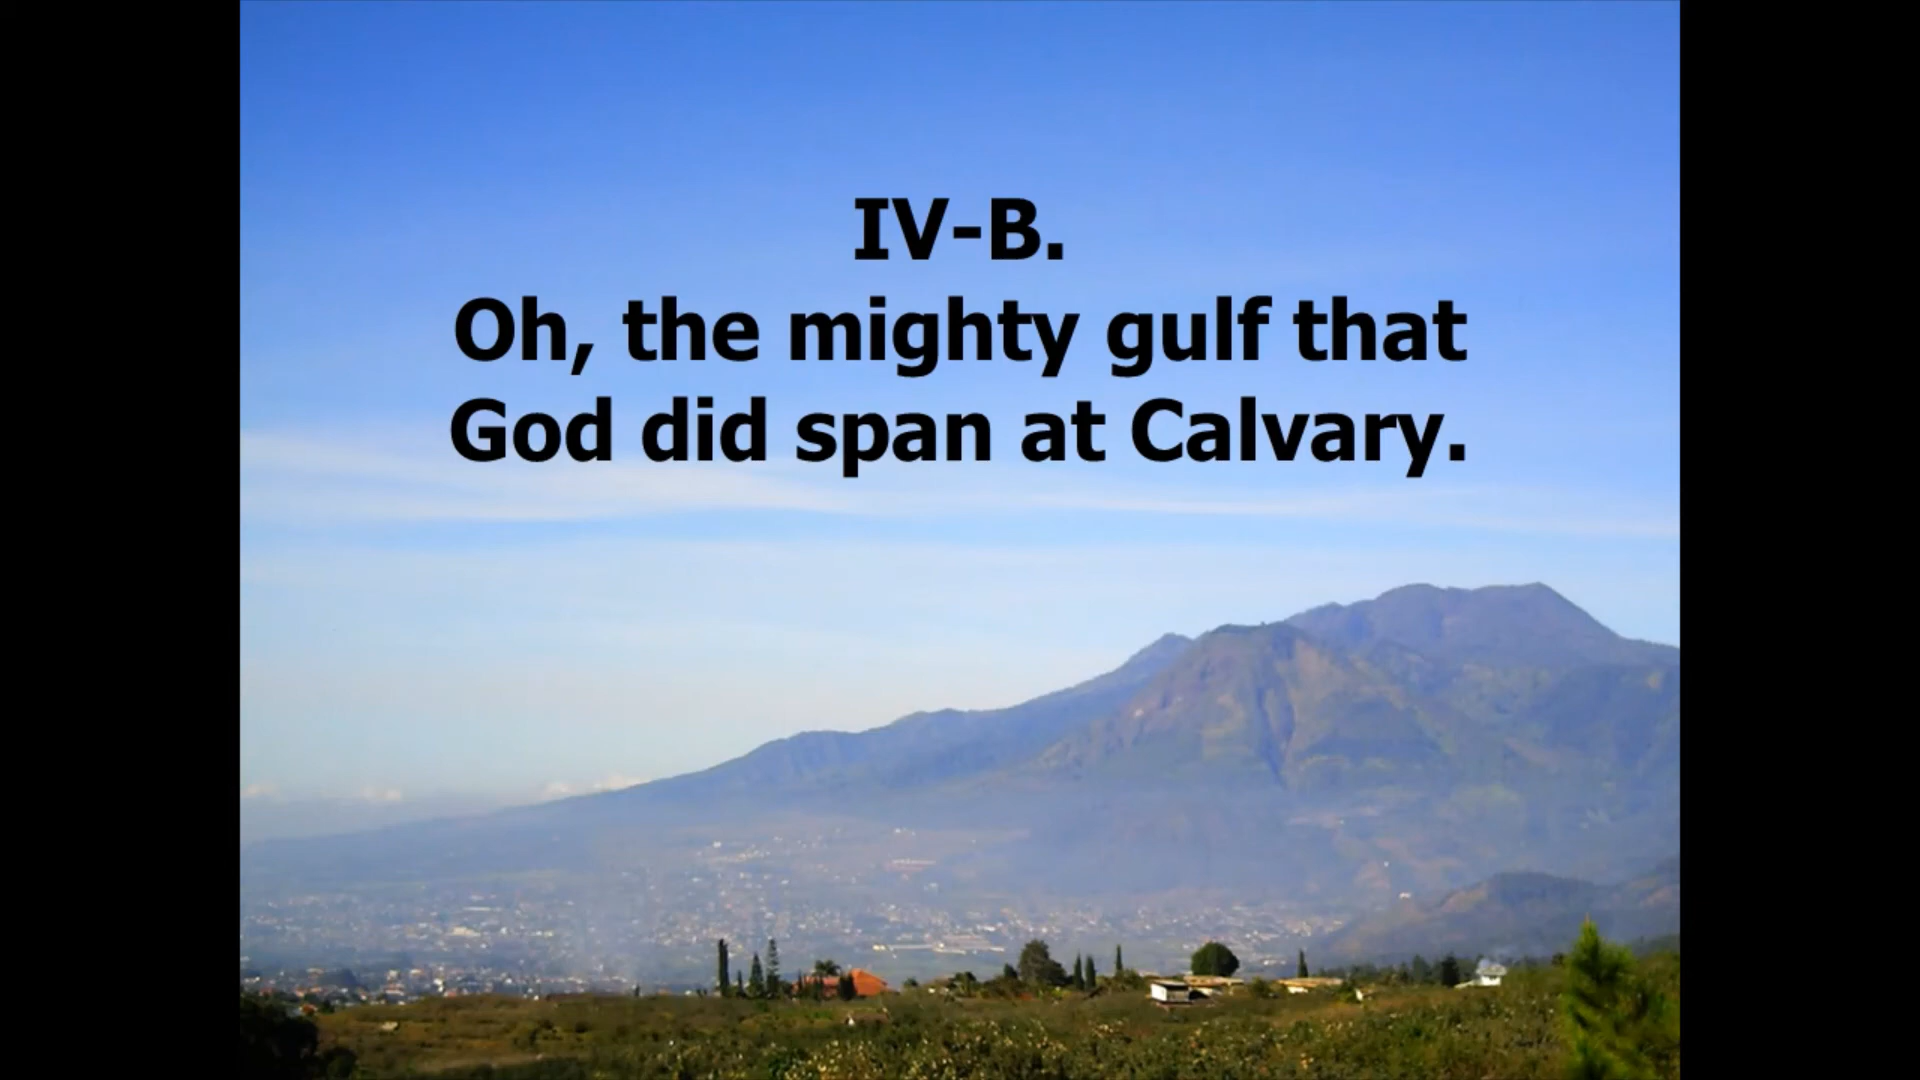 IV-B.
Oh, the mighty gulf that
God did span at Calvary.